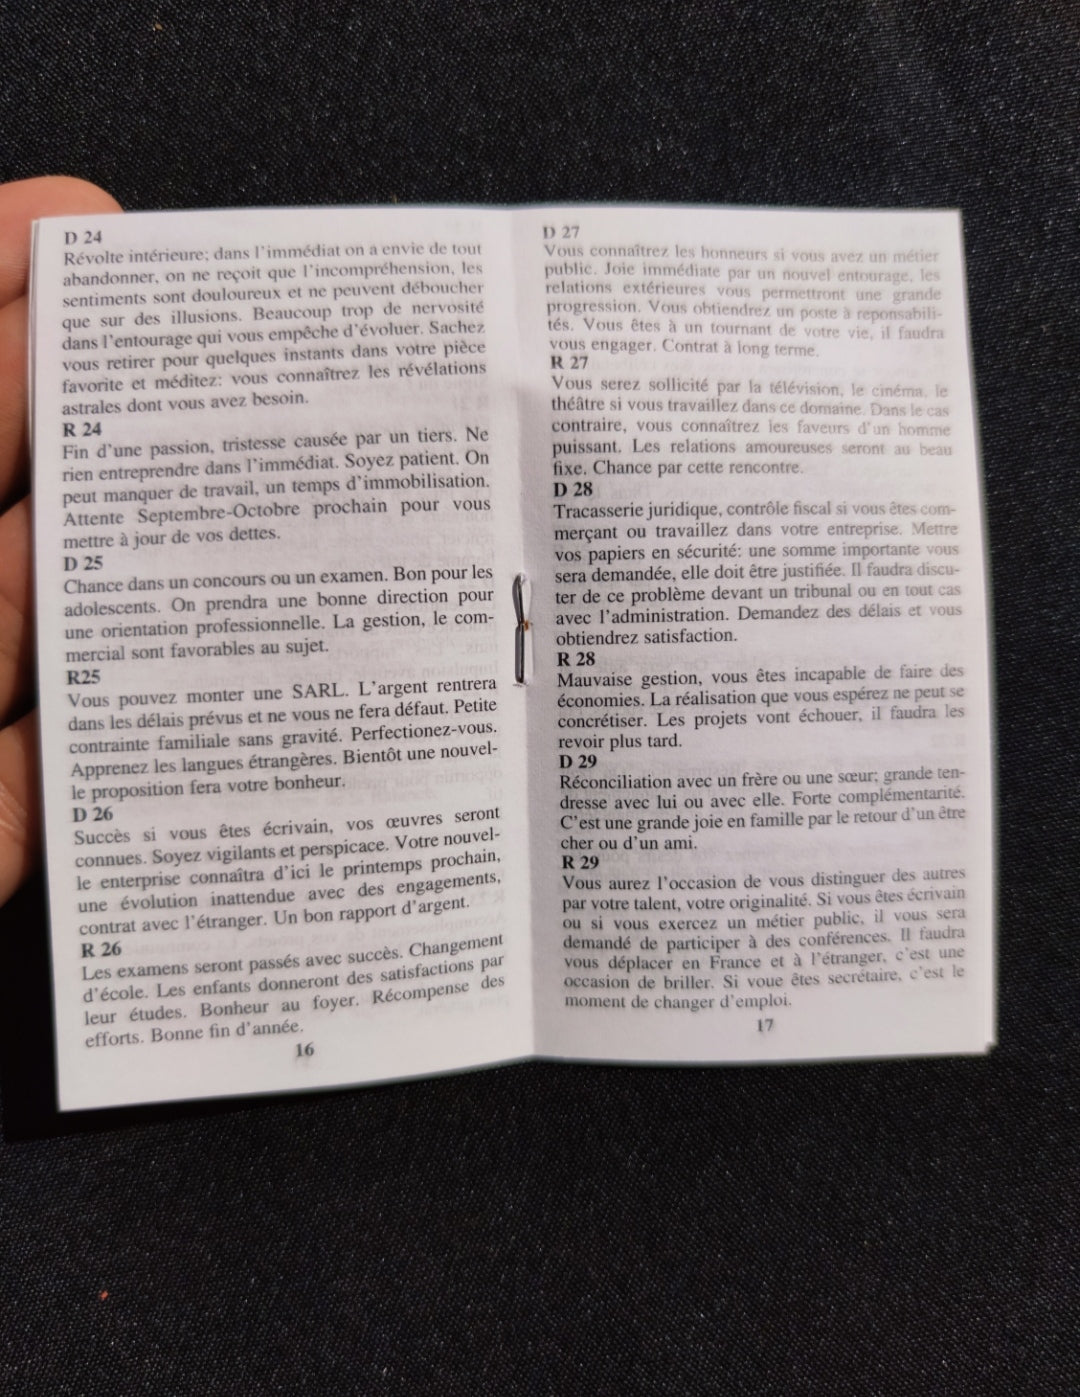 D 24
Révolte intérieure; dans l'immédiat on a envie de tout
abandonner, on ne reçoit que l'incompréhension, les
sentiments sont douloureux et ne peuvent déboucher
que sur des illusions. Beaucoup trop de nervosité
dans l'entourage qui vous empêche d'évoluer. Sachez
vous retirer pour quelques instants dans votre pièce
favorite et méditez: vous connaîtrez les révélations
astrales dont vous avez besoin.
R 24
Fin d'une passion, tristesse causée par un tiers. Ne
rien entreprendre dans l'immédiat. Soyez patient. On
peut manquer de travail, un temps d'immobilisation.
Attente Septembre-Octobre prochain pour vous
mettre à jour de vos dettes.
D 25
Chance dans un concours ou un examen. Bon pour les
adolescents. On prendra une bonne direction pour
une orientation professionnelle. La gestion, le com-
mercial sont favorables au sujet.
R25
Vous pouvez monter une SARL. L'argent rentrera
dans les délais prévus et ne vous ne fera défaut. Petite
contrainte familiale sans gravité. Perfectionez-vous.
Apprenez les langues étrangères. Bientôt une nouvel-
le proposition fera votre bonheur.
D 26
Succès si vous êtes écrivain, vos œuvres seront
connues. Soyez vigilants et perspicace. Votre nouvel-
le enterprise connaîtra d'ici le printemps prochain,
une évolution inattendue avec des engagements,
contrat avec l'étranger. Un bon rapport d'argent.
R 26
Les examens seront passés avec succès. Changement
d'école. Les enfants donneront des satisfactions par
leur études. Bonheur au foyer. Récompense des
efforts. Bonne fin d'année.
16
D 27
Vous connaîtrez les honneurs si vous avez un métier
public. Joie immédiate par un nouvel entourage, les
relations extérieures vous permettront une grande
progression. Vous obtiendrez un poste à reponsabili-
tés. Vous êtes à un tournant de votre vie, il faudra
vous engager. Contrat à long terme.
R 27
Vous serez sollicité par la télévision, le cinéma, le
théâtre si vous travaillez dans ce domaine. Dans le cas
contraire, vous connaîtrez les faveurs d'un homme
puissant. Les relations amoureuses seront au beau
fixe. Chance par cette rencontre.
D 28
Tracasserie juridique, contrôle fiscal si vous êtes com-
merçant ou travaillez dans votre entreprise. Mettre
vos papiers en sécurité: une somme importante vous
sera demandée, elle doit être justifiée. Il faudra discu-
ter de ce problème devant un tribunal ou en tout cas
avec l'administration. Demandez des délais et vous
obtiendrez satisfaction.
R 28
Mauvaise gestion, vous êtes incapable de faire des
économies. La réalisation que vous espérez ne peut se
concrétiser. Les projets vont échouer, il faudra les
revoir plus tard.
D 29
Réconciliation avec un frère ou une sœur; grande ten-
dresse avec lui ou avec elle. Forte complémentarité.
C'est une grande joie en famille par le retour d'un être
cher ou d'un ami.
R 29
Vous aurez l'occasion de vous distinguer des autres
par votre talent, votre originalité. Si vous êtes écrivain
ou si vous exercez un métier public, il vous sera
demandé de participer à des conférences. Il faudra
vous déplacer en France et à l'étranger, c'est une
occasion de briller. Si voue êtes secrétaire, c'est le
moment de changer d'emploi.
17